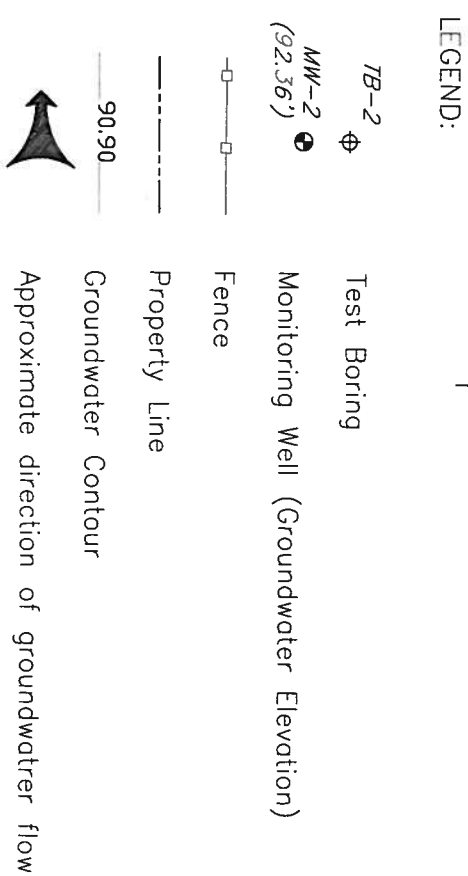 LEGEND:
TB-2 Test Boring
MW-2 Monitoring Well (Groundwater Elevation)
(92.36')
Fence
Property Line
90.90 Groundwater Contour
Approximate direction of groundwatrer flow